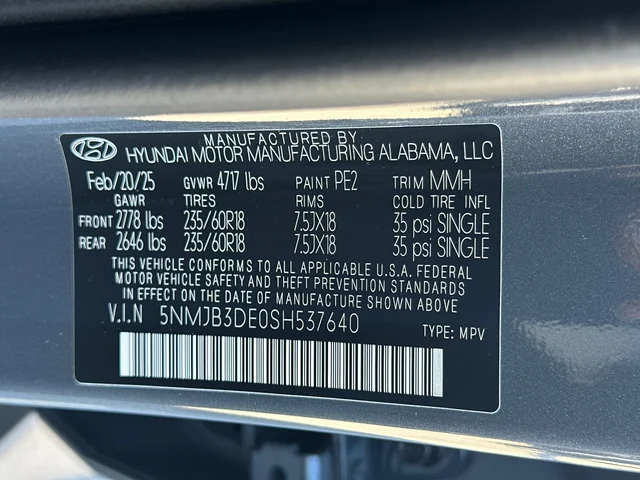 MANUFACTURED BY
HYUNDAI MOTOR MANUFACTURING ALABAMA, LLC
Feb/20/25 GVWR 4717 lbs PAINT PE2 TRIM MMH
GAWR TIRES RIMS COLD TIRE INFL
FRONT 2778 lbs 235/60R18 7.5JX18 35 psi SINGLE
REAR 2646 lbs 235/60R18 7.5JX18 35 psi SINGLE
THIS VEHICLE CONFORMS TO ALL APPLICABLE U.S.A. FEDERAL
MOTOR VEHICLE SAFETY AND THEFT PREVENTION STANDARDS
IN EFFECT ON THE DATE OF MANUFACTURE SHOWN ABOVE.
V.I.N 5NMJB3DE0SH537640 TYPE: MPV